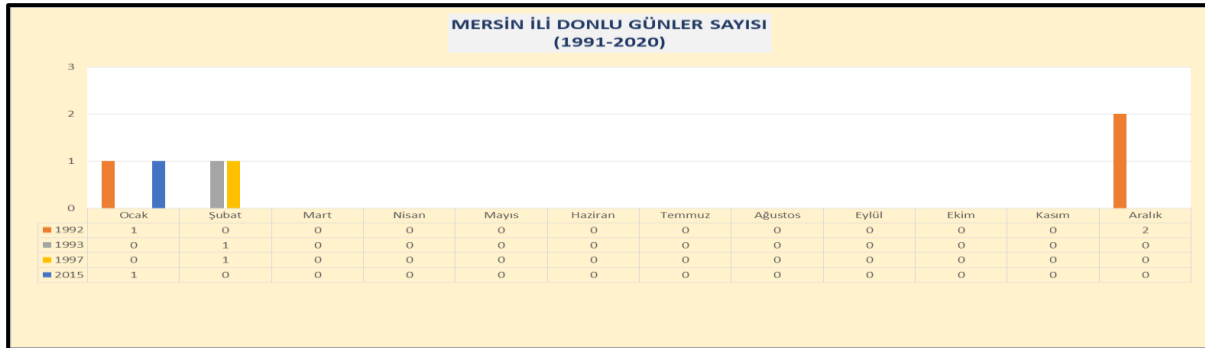 MERSİN İLİ DONLU GÜNLER SAYISI
(1991-2020)
3
2
1
0
Ocak Şubat Mart Nisan Mayıs Haziran Temmuz Ağustos Eylül Ekim Kasım Aralık
1992 1 0 0 0 0 0 0 0 0 0 0 2
1993 0 1 0 0 0 0 0 0 0 0 0 0
1997 0 1 0 0 0 0 0 0 0 0 0 0
2015 1 0 0 0 0 0 0 0 0 0 0 0